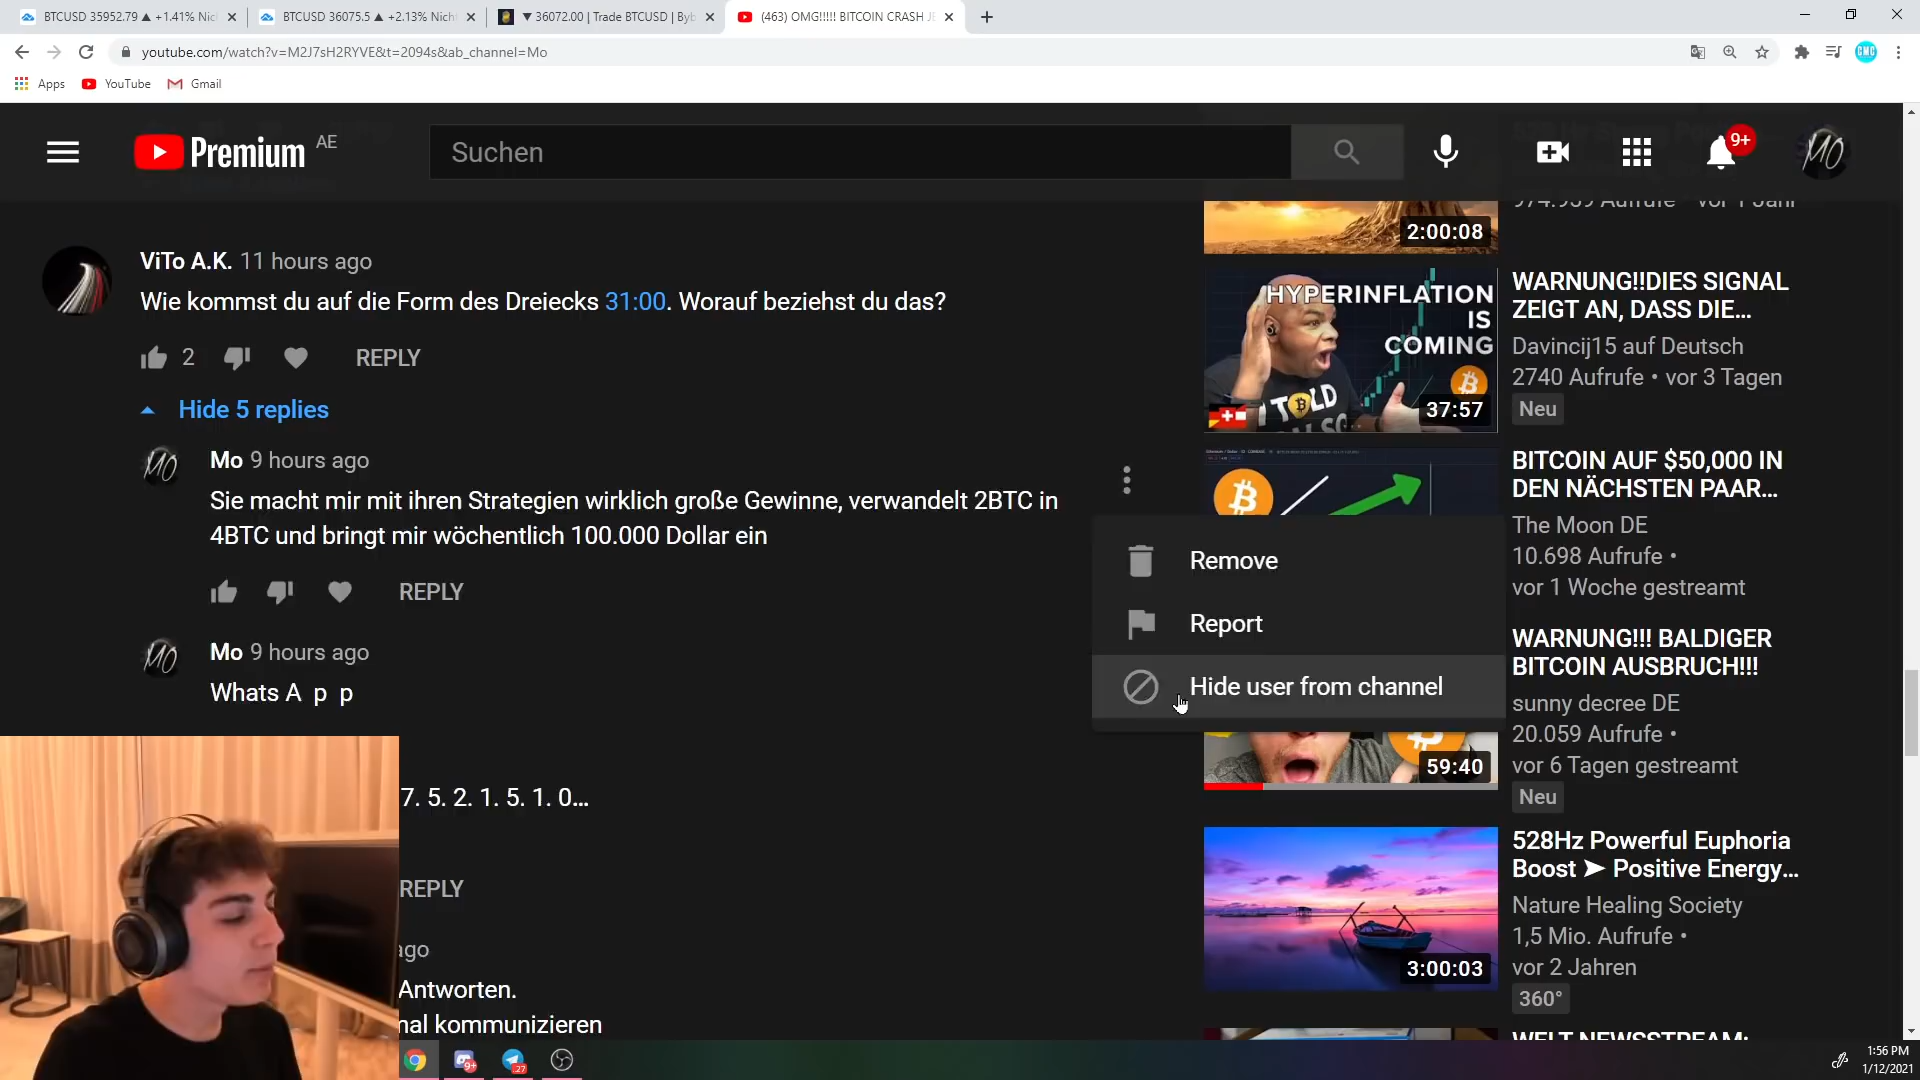 BTCUSD 35952.79 ▲ +1.41%
BTCUSD 36075.5 ▲ +2.13% Nicht
▼ 36072.00 | Trade BTCUSD | Byb
(463) OMG!!!!! BITCOIN CRASH
youtube.com/watch?v=M2J7sH2RYVE&t=2094s&ab_channel=Mo
CMC
Apps
YouTube
Gmail
Premium
AE
Suchen
9+
MO
ViTo A.K. 11 hours ago
Wie kommst du auf die Form des Dreiecks 31:00. Worauf beziehst du das?
2
REPLY
Hide 5 replies
MO
Mo 9 hours ago
Sie macht mir mit ihren Strategien wirklich große Gewinne, verwandelt 2BTC in
4BTC und bringt mir wöchentlich 100.000 Dollar ein
REPLY
MO
Mo 9 hours ago
Whats A p p
7. 5. 2. 1. 5. 1. 0...
REPLY
ago
Antworten.
kommunizieren
Remove
Report
Hide user from channel
2:00:08
HYPERINFLATION
IS
COMING
37:57
WARNUNG!!DIES SIGNAL
ZEIGT AN, DASS DIE...
Davincij15 auf Deutsch
2740 Aufrufe • vor 3 Tagen
Neu
BITCOIN AUF $50,000 IN
DEN NÄCHSTEN PAAR...
The Moon DE
10.698 Aufrufe •
vor 1 Woche gestreamt
59:40
WARNUNG!!! BALDIGER
BITCOIN AUSBRUCH!!!
sunny decree DE
20.059 Aufrufe •
vor 6 Tagen gestreamt
Neu
3:00:03
528Hz Powerful Euphoria
Boost ➤ Positive Energy...
Nature Healing Society
1,5 Mio. Aufrufe •
vor 2 Jahren
360°
WELT NEWSSTREAM:
9+
27
1:56 PM
1/12/2021